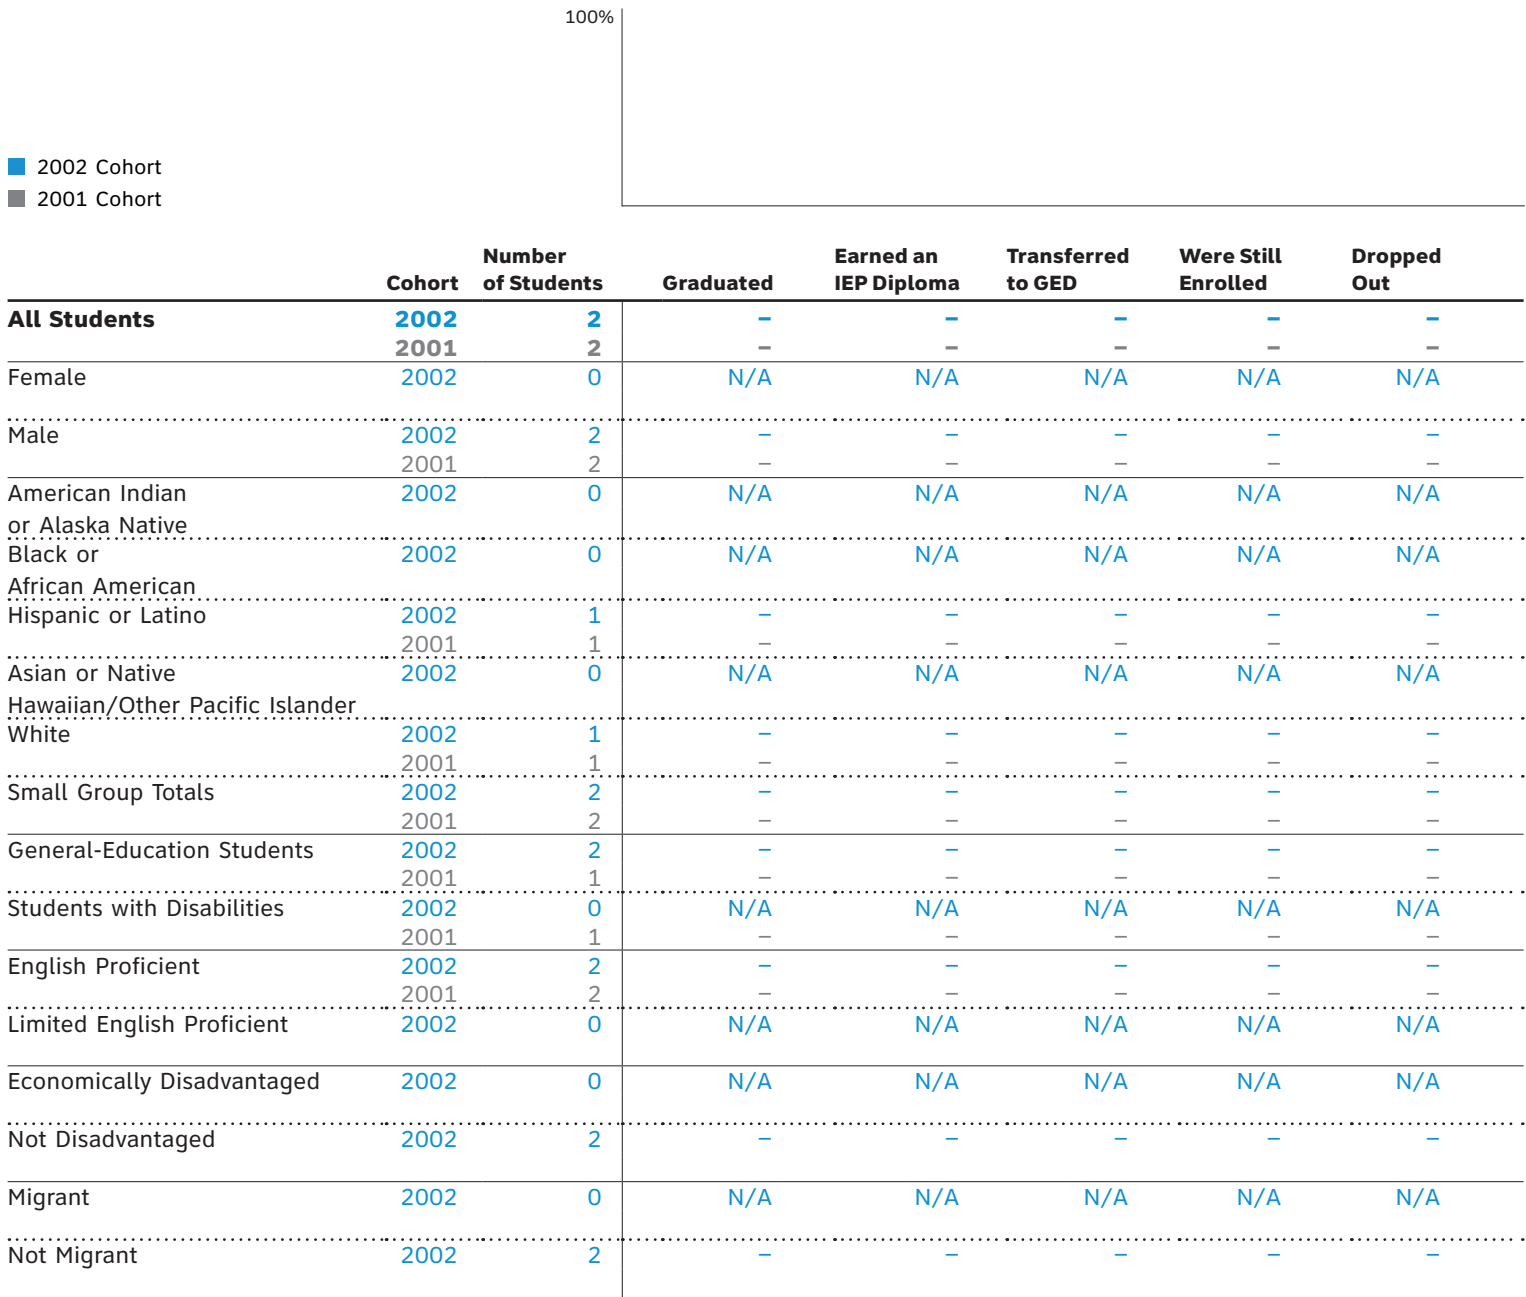 100%
2002 Cohort
2001 Cohort
Cohort Number of Students Graduated Earned an IEP Diploma Transferred to GED Were Still Enrolled Dropped Out
All Students 2002 2 – – – – –
2001 2 – – – – –
Female 2002 0 N/A N/A N/A N/A N/A
Male 2002 2 – – – – –
2001 2 – – – – –
American Indian 2002 0 N/A N/A N/A N/A N/A
or Alaska Native
Black or 2002 0 N/A N/A N/A N/A N/A
African American
Hispanic or Latino 2002 1 – – – – –
2001 1 – – – – –
Asian or Native 2002 0 N/A N/A N/A N/A N/A
Hawaiian/Other Pacific Islander
White 2002 1 – – – – –
2001 1 – – – – –
Small Group Totals 2002 2 – – – – –
2001 2 – – – – –
General-Education Students 2002 2 – – – – –
2001 1 – – – – –
Students with Disabilities 2002 0 N/A N/A N/A N/A N/A
2001 1 – – – – –
English Proficient 2002 2 – – – – –
2001 2 – – – – –
Limited English Proficient 2002 0 N/A N/A N/A N/A N/A
Economically Disadvantaged 2002 0 N/A N/A N/A N/A N/A
Not Disadvantaged 2002 2 – – – – –
Migrant 2002 0 N/A N/A N/A N/A N/A
Not Migrant 2002 2 – – – – –